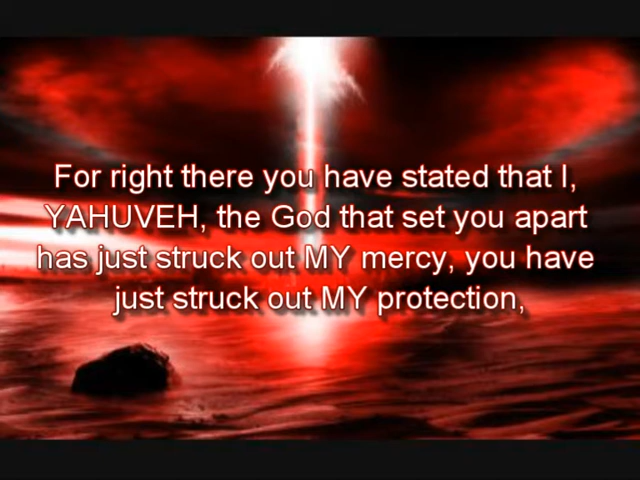 For right there you have stated that I,
YAHUVEH, the God that set you apart
has just struck out MY mercy, you have
just struck out MY protection,